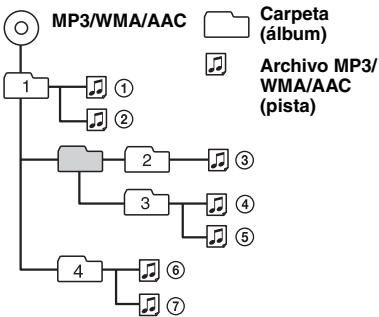 MP3/WMA/AAC
Carpeta
(álbum)
Archivo MP3/
WMA/AAC
(pista)
1
①
②
2
③
3
④
⑤
4
⑥
⑦